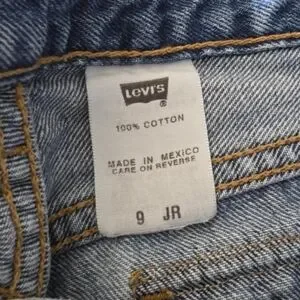 Levi's
®
100% COTTON
MADE IN MEXICO
CARE ON REVERSE
9 JR